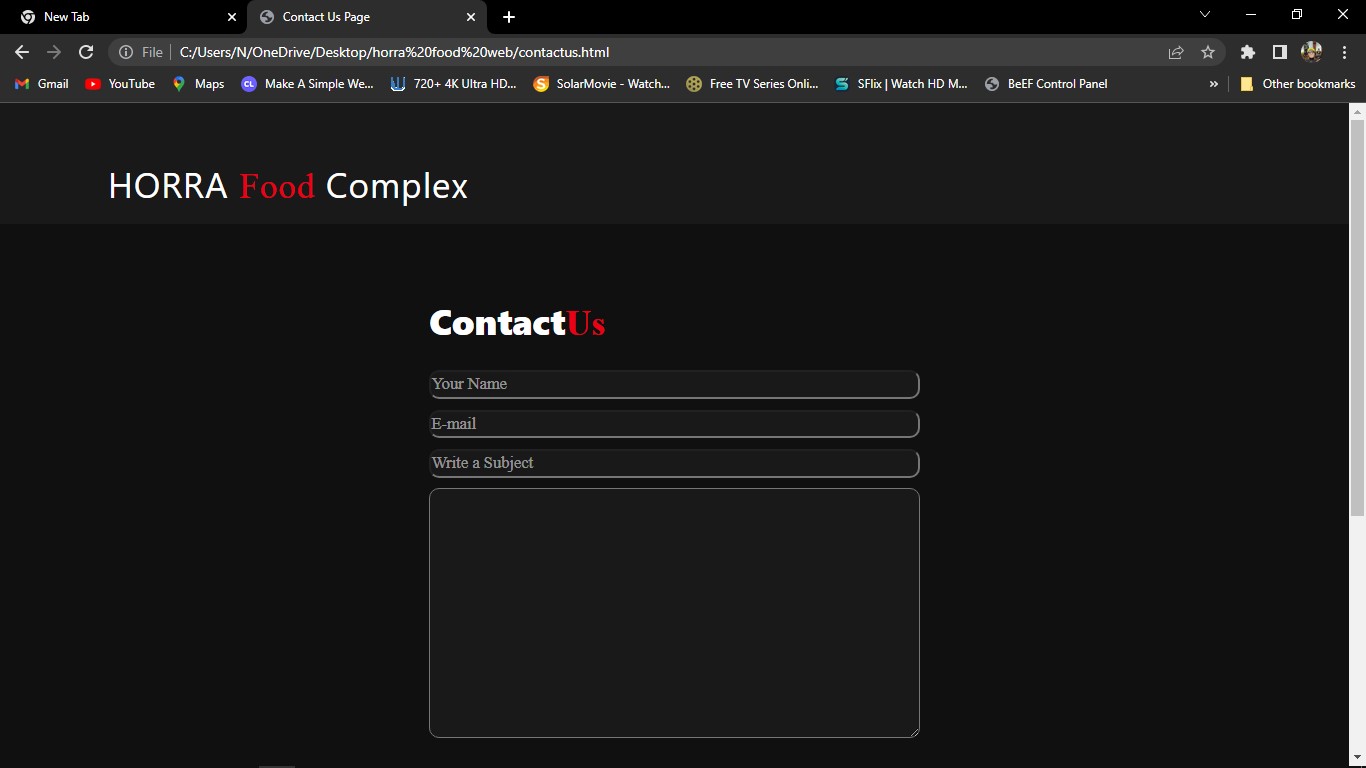 New Tab
Contact Us Page
File
C:/Users/N/OneDrive/Desktop/horra%20food%20web/contactus.html
Gmail YouTube Maps CL Make A Simple We... 720+ 4K Ultra HD... S SolarMovie - Watch... Free TV Series Onli... SFlix | Watch HD M... BeEF Control Panel » Other bookmarks
HORRA Food Complex
ContactUs
Your Name
E-mail
Write a Subject